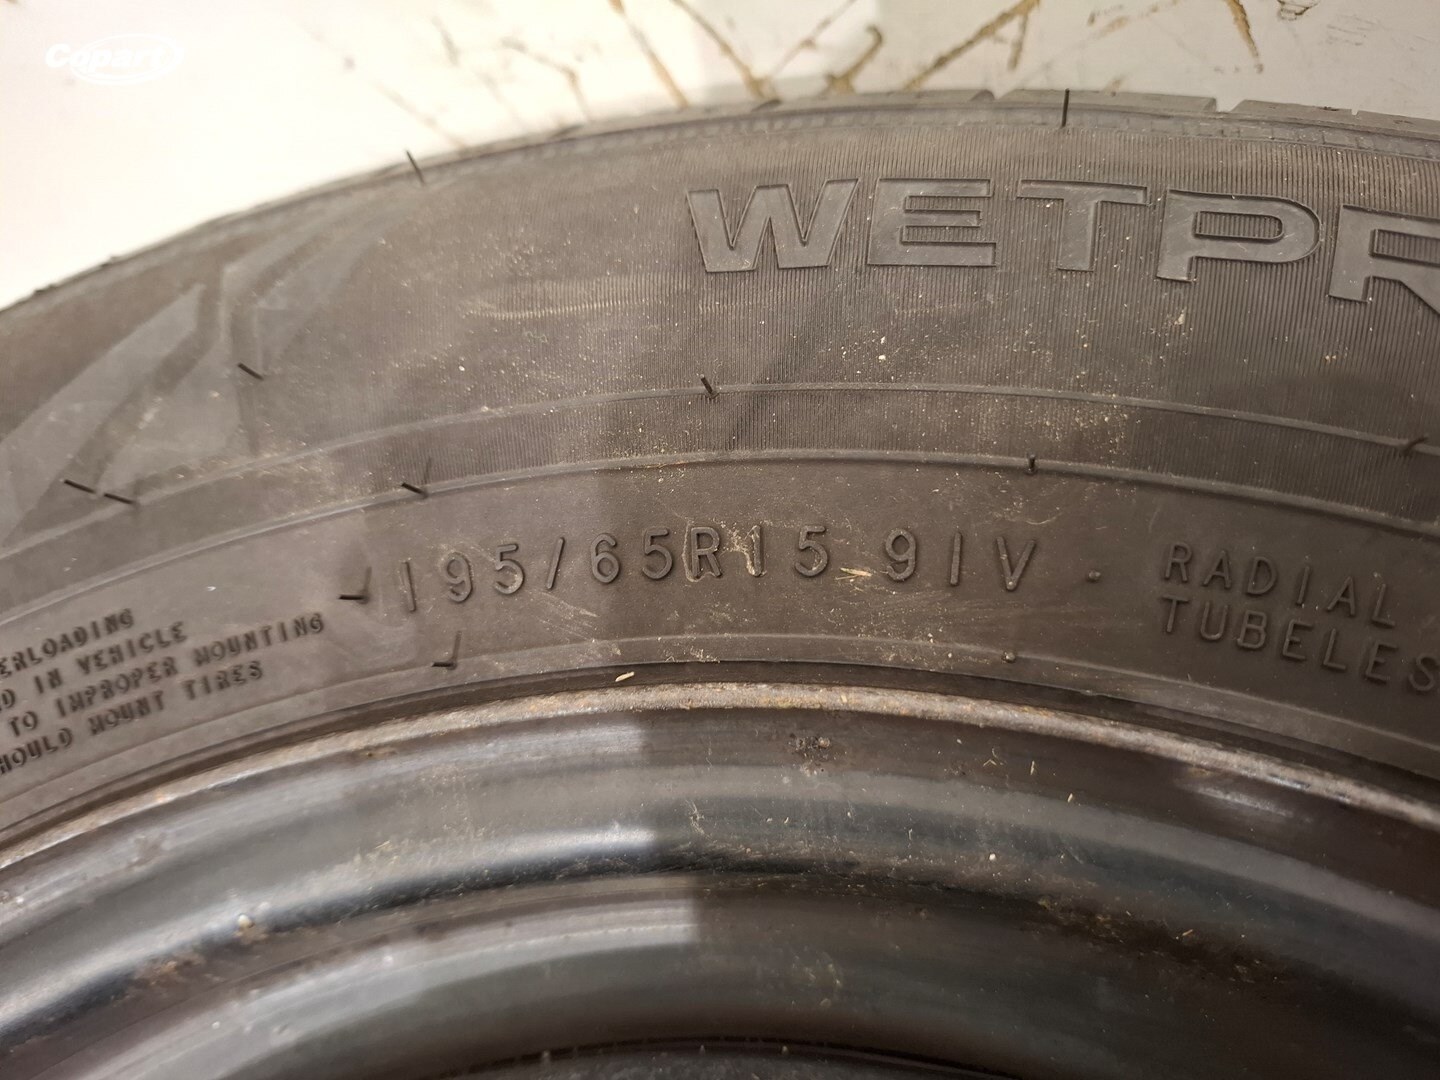 Copart
WETPR
195/65R15 91V
RADIAL
TUBELES
ERLOADING
D IN VEHICLE
TO IMPROPER MOUNTING
HOULD MOUNT TIRES